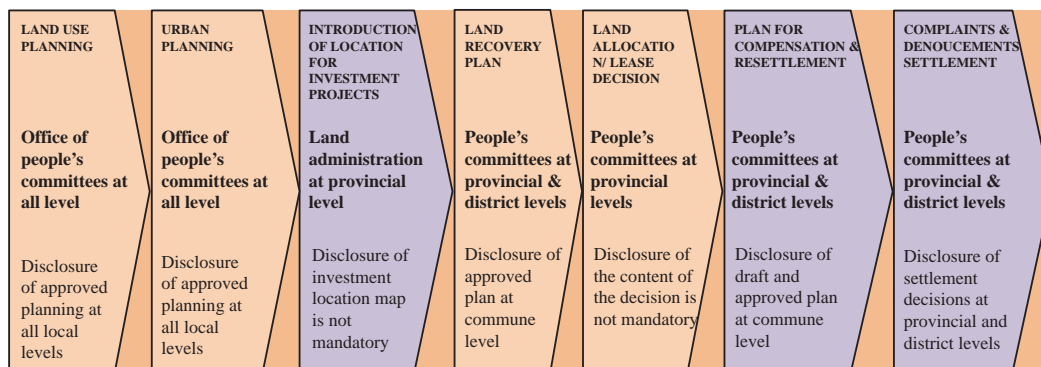 LAND USE
PLANNING
Office of
people's
committees at
all level
Disclosure
of approved
planning at
all local
levels
URBAN
PLANNING
Office of
people's
committees at
all level
Disclosure
of approved
planning at
all local
levels
INTRODUCTION
OF LOCATION
FOR
INVESTMENT
PROJECTS
Land
administration
at provincial
level
Disclosure of
investment
location map
is not
mandatory
LAND
RECOVERY
PLAN
People's
committees at
provincial &
district levels
Disclosure of
approved
plan at
commune
level
LAND
ALLOCATIO
N/ LEASE
DECISION
People's
committees at
provincial
levels
Disclosure of
the content of
the decision is
not mandatory
PLAN FOR
COMPENSATION &
RESETTLEMENT
People's
committees at
provincial &
district levels
Disclosure of
draft and
approved plan
at commune
level
COMPLAINTS &
DENOUCEMENTS
SETTLEMENT
People's
committees at
provincial &
district levels
Disclosure of
settlement
decisions at
provincial and
district levels